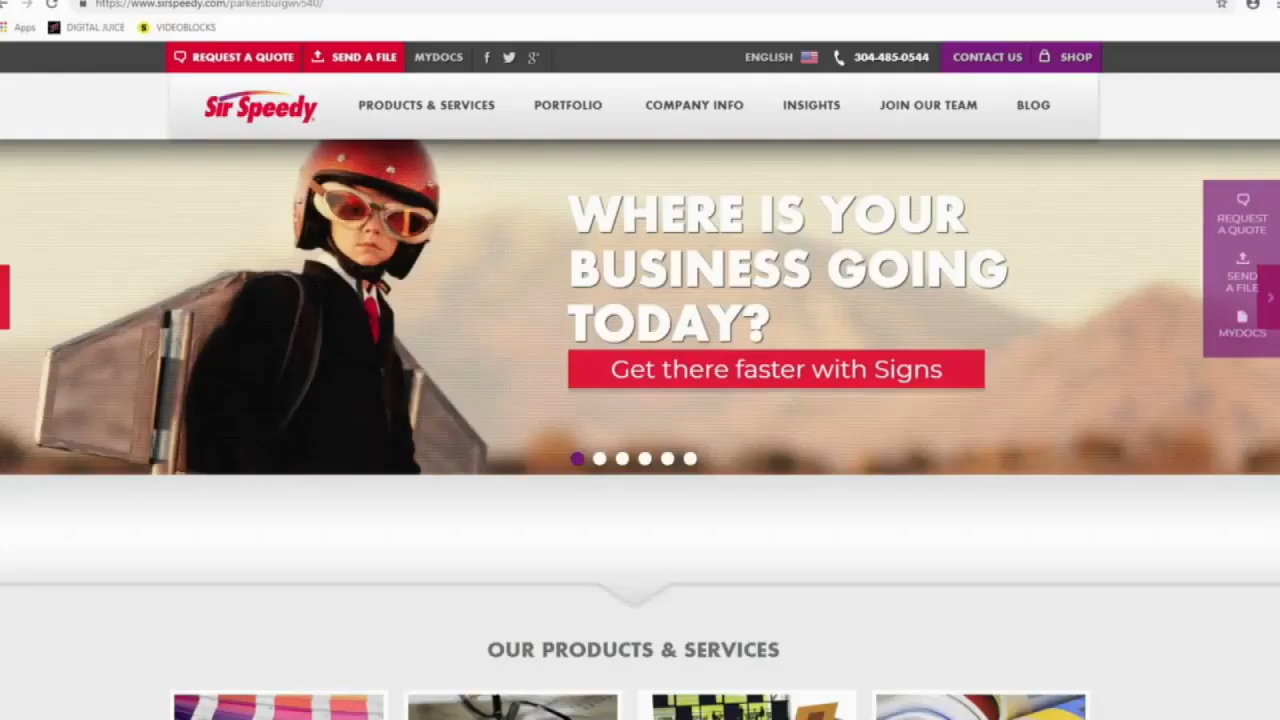 https://www.sirspeedy.com/parkersburgwv540/
Apps DIGITAL JUICE VIDEOBLOCKS
REQUEST A QUOTE SEND A FILE MYDOCS f g+ ENGLISH 304-485-0544 CONTACT US SHOP
Sir Speedy PRODUCTS & SERVICES PORTFOLIO COMPANY INFO INSIGHTS JOIN OUR TEAM BLOG
WHERE IS YOUR
BUSINESS GOING
TODAY?
Get there faster with Signs
REQUEST
A QUOTE
SEND
A FILE
MYDOCS
OUR PRODUCTS & SERVICES